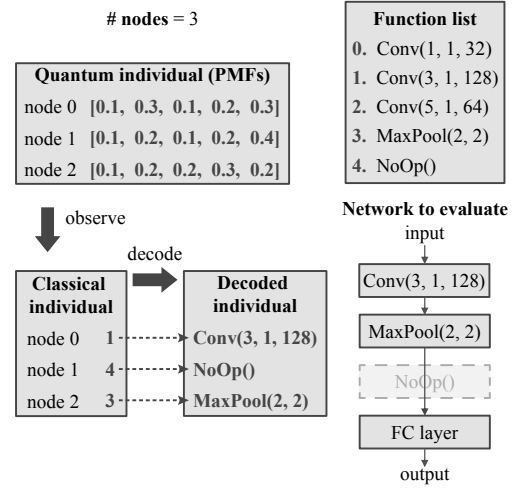 # nodes = 3
Quantum individual (PMFs)
node 0 [0.1, 0.3, 0.1, 0.2, 0.3]
node 1 [0.1, 0.2, 0.1, 0.2, 0.4]
node 2 [0.1, 0.2, 0.2, 0.3, 0.2]
Function list
0. Conv(1, 1, 32)
1. Conv(3, 1, 128)
2. Conv(5, 1, 64)
3. MaxPool(2, 2)
4. NoOp()
observe
decode
Classical
individual
node 0 1
node 1 4
node 2 3
Decoded
individual
Conv(3, 1, 128)
NoOp()
MaxPool(2, 2)
Network to evaluate
input
Conv(3, 1, 128)
MaxPool(2, 2)
NoOp()
FC layer
output